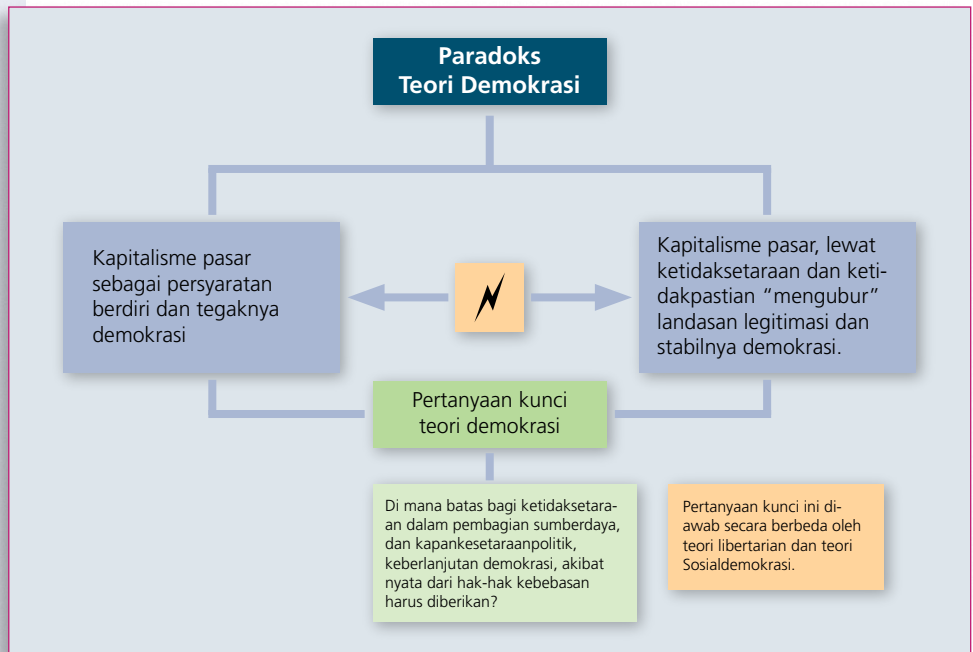 Paradoks
Teori Demokrasi
Kapitalisme pasar
sebagai persyaratan
berdiri dan tegaknya
demokrasi
Kapitalisme pasar, lewat
ketidaksetaraan dan keti-
dakpastian “mengubur”
landasan legitimasi dan
stabilnya demokrasi.
Pertanyaan kunci
teori demokrasi
Di mana batas bagi ketidaksetara-
an dalam pembagian sumberdaya,
dan kapankesetaraanpolitik,
keberlanjutan demokrasi, akibat
nyata dari hak-hak kebebasan
harus diberikan?
Pertanyaan kunci ini di-
awab secara berbeda oleh
teori libertarian dan teori
Sosialdemokrasi.